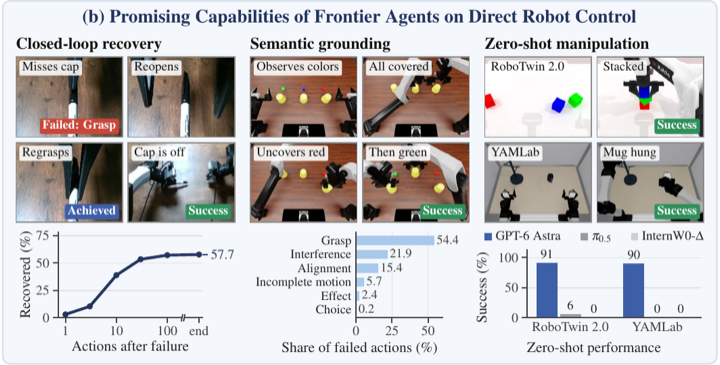 (b) Promising Capabilities of Frontier Agents on Direct Robot Control
Closed-loop recovery
Misses cap
Reopens
Failed: Grasp
Regrasps
Cap is off
Achieved
Success
Recovered (%)
75
50
25
0
57.7
1
10
100
end
Actions after failure
Semantic grounding
Observes colors
All covered
Uncovers red
Then green
Success
Grasp
Interference
Alignment
Incomplete motion
Effect
Choice
54.4
21.9
15.4
5.7
2.4
0.2
0
25
50
Share of failed actions (%)
Zero-shot manipulation
RoboTwin 2.0
Stacked
Success
YAMLab
Mug hung
Success
GPT-6 Astra
π0.5
InternW0-Δ
Success (%)
100
50
0
91
6
0
90
0
0
RoboTwin 2.0
YAMLab
Zero-shot performance